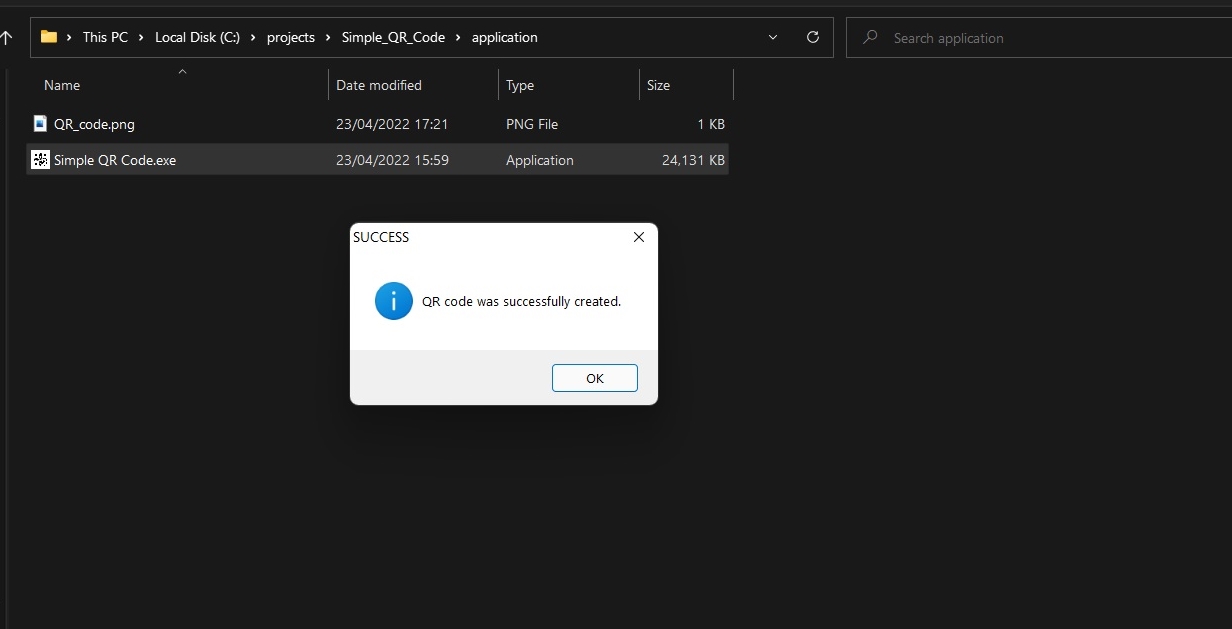 This PC > Local Disk (C:) > projects > Simple_QR_Code > application
Search application
Name Date modified Type Size
QR_code.png 23/04/2022 17:21 PNG File 1 KB
Simple QR Code.exe 23/04/2022 15:59 Application 24,131 KB
SUCCESS
QR code was successfully created.
OK